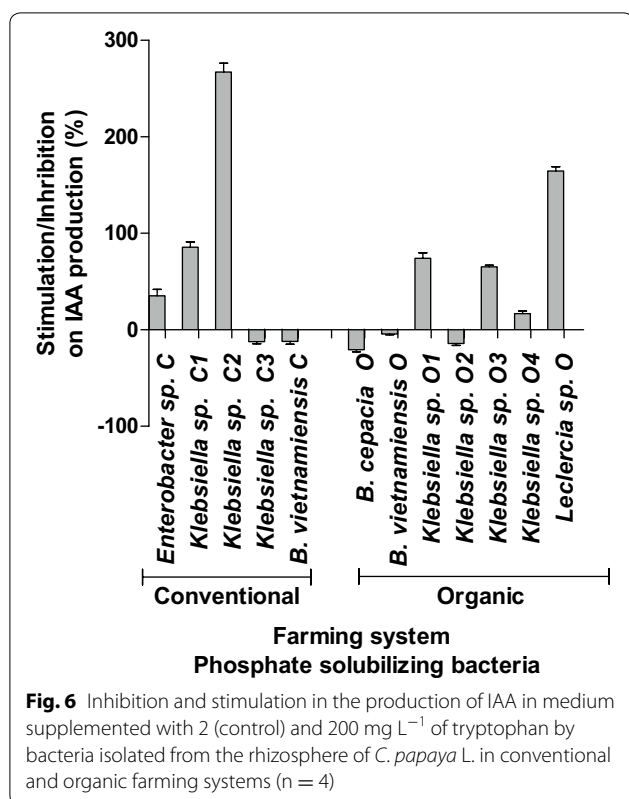 300
200
100
0
-100
Stimulation/Inhribition
on IAA production (%)
Enterobacter sp. C
Klebsiella sp. C1
Klebsiella sp. C2
Klebsiella sp. C3
B. vietnamiensis C
B. cepacia O
B. vietnamiensis O
Klebsiella sp. O1
Klebsiella sp. O2
Klebsiella sp. O3
Klebsiella sp. O4
Leclercia sp. O
Conventional
Organic
Farming system
Phosphate solubilizing bacteria
Fig. 6 Inhibition and stimulation in the production of IAA in medium
supplemented with 2 (control) and 200 mg L⁻¹ of tryptophan by
bacteria isolated from the rhizosphere of C. papaya L. in conventional
and organic farming systems (n = 4)